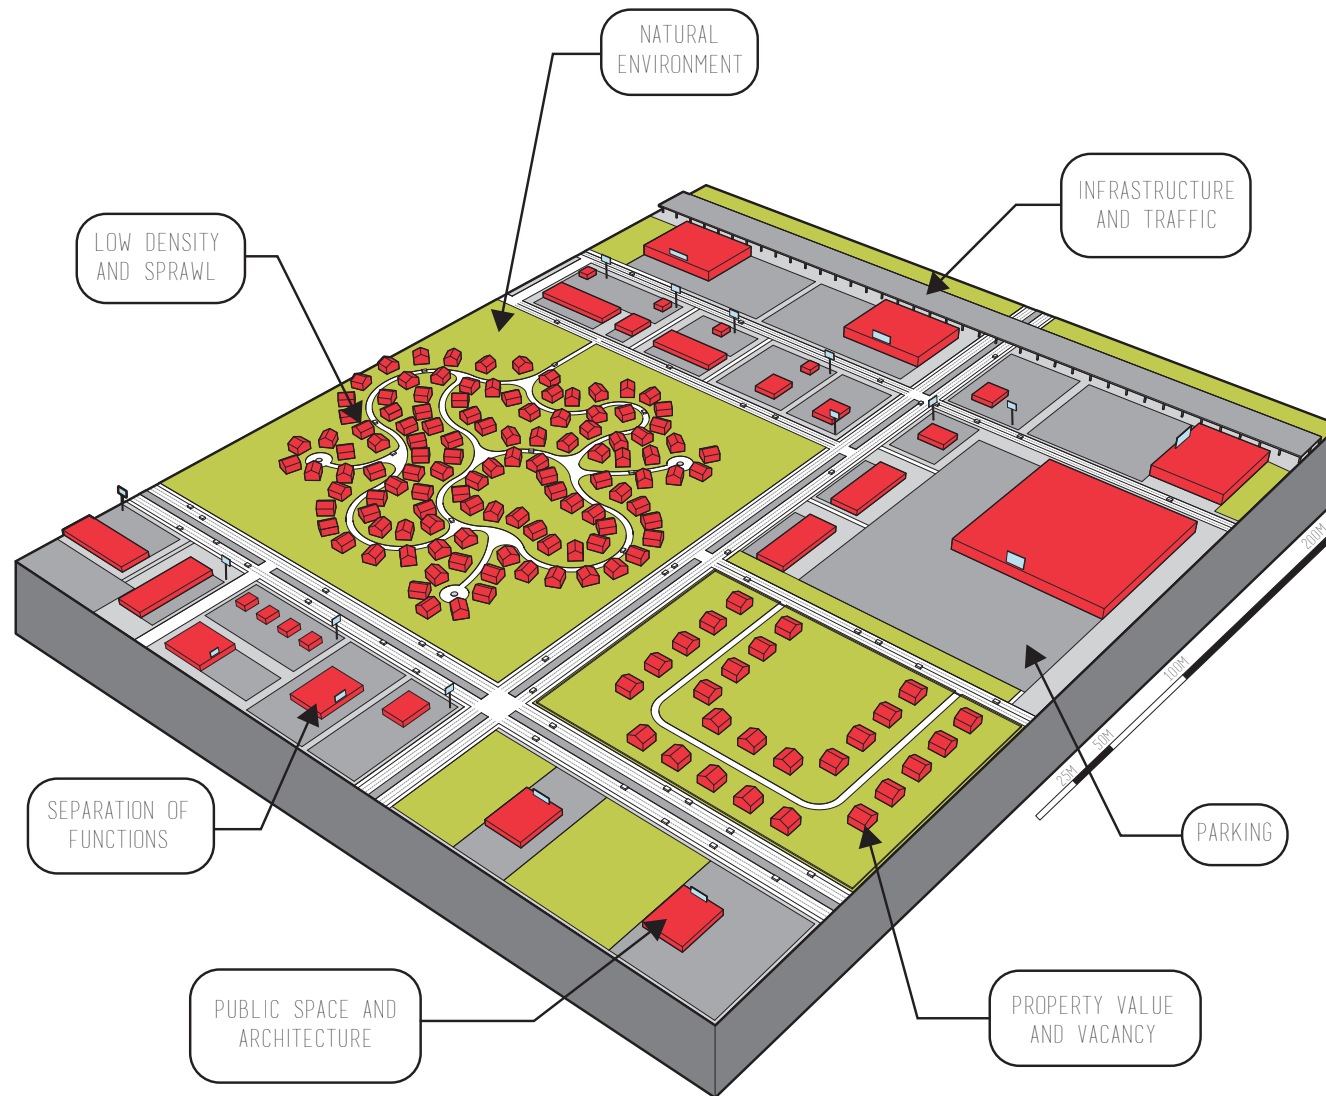 NATURAL
ENVIRONMENT
INFRASTRUCTURE
AND TRAFFIC
LOW DENSITY
AND SPRAWL
200M
100M
50M
25M
SEPARATION OF
FUNCTIONS
PARKING
PUBLIC SPACE AND
ARCHITECTURE
PROPERTY VALUE
AND VACANCY